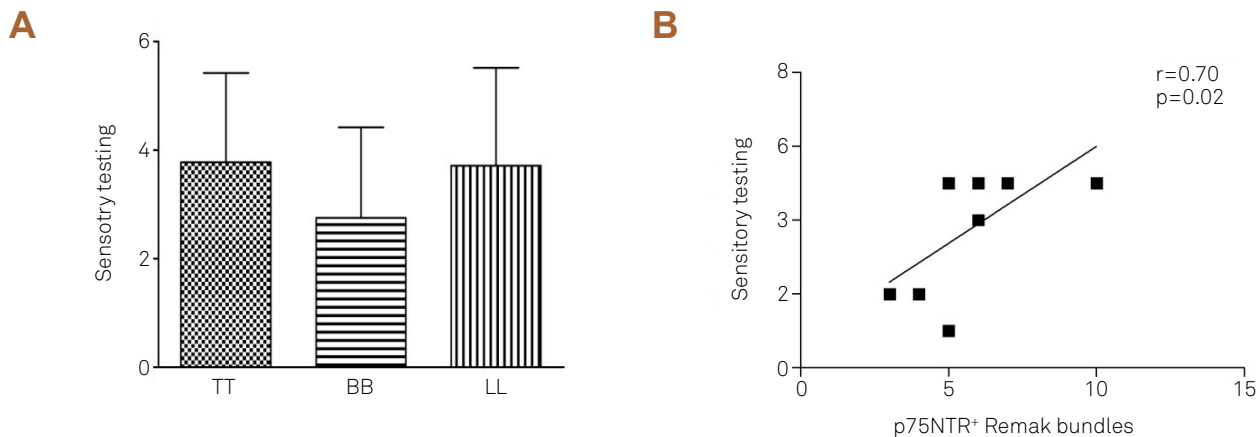 A
Sensotry testing
6
4
2
0
TT BB LL
B
r=0.70
p=0.02
Sensitory testing
8
6
3
2
0
0 5 10 15
p75NTR⁺ Remak bundles